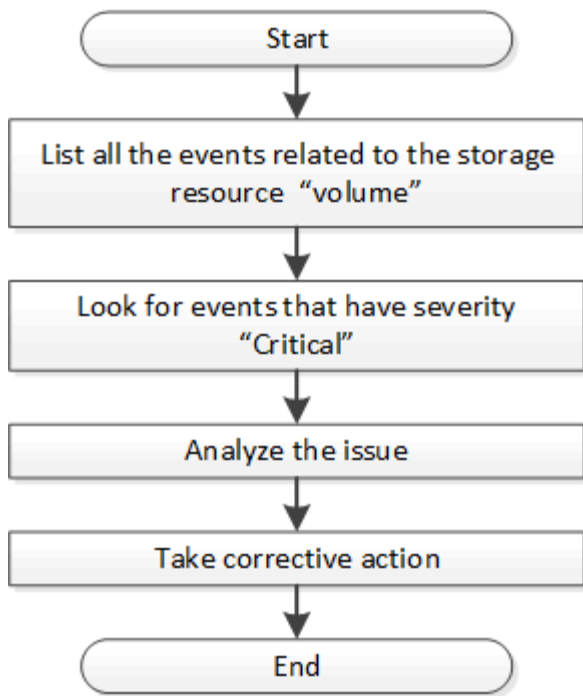 Start
List all the events related to the storage
resource “volume”
Look for events that have severity
“Critical”
Analyze the issue
Take corrective action
End